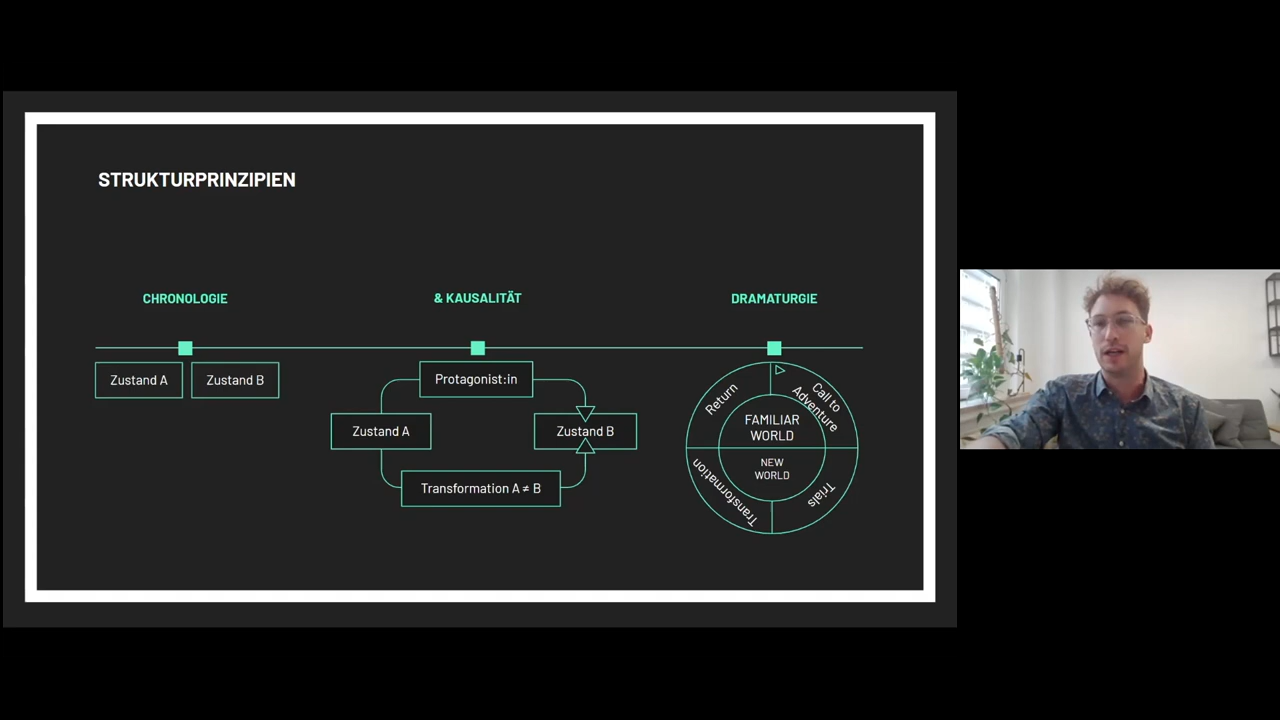 STRUKTURPRINZIPIEN
CHRONOLOGIE
Zustand A
Zustand B
& KAUSALITÄT
Protagonist:in
Zustand A
Zustand B
Transformation A ≠ B
DRAMATURGIE
Return
Call to
Adventure
FAMILIAR
WORLD
NEW
WORLD
Transformation
Trials